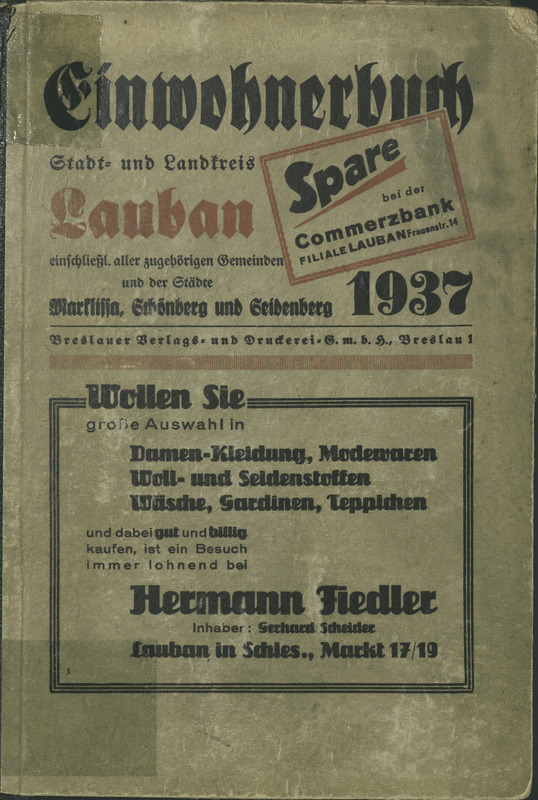 Einwohnerbuch
Stadt- und Landkreis
Lauban
einschließl. aller zugehörigen Gemeinden
und der Städte
Marklissa, Schönberg und Seidenberg
Spare
bei der
Commerzbank
FILIALE LAUBAN Frauenstr. 14
1937
Breslauer Verlags- und Druckerei-G. m. b. H., Breslau 1
Wollen Sie
große Auswahl in
Damen-Kleidung, Modewaren
Woll- und Seidenstoffen
Wäsche, Gardinen, Teppichen
und dabei gut und billig
kaufen, ist ein Besuch
immer lohnend bei
Hermann Fiedler
Inhaber: Gerhard Scheider
Lauban in Schles., Markt 17/19